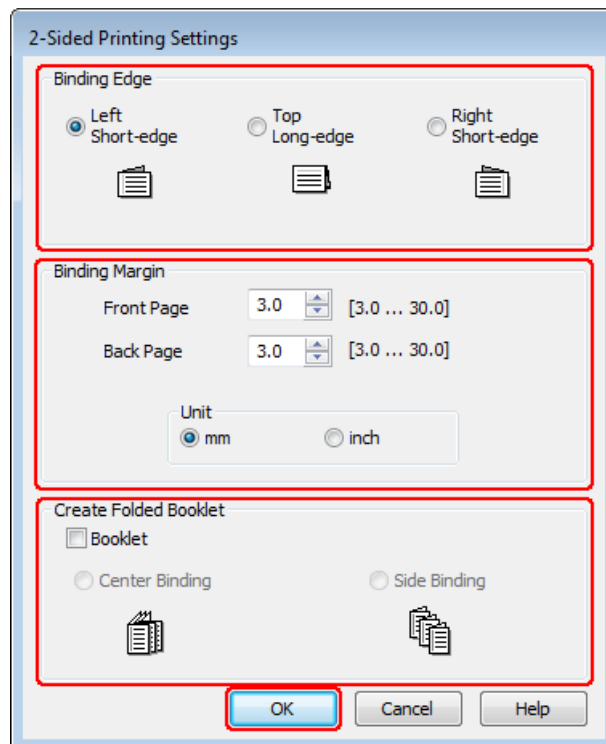 2-Sided Printing Settings
Binding Edge
Left
Short-edge
Top
Long-edge
Right
Short-edge
Binding Margin
Front Page 3.0 [3.0 ... 30.0]
Back Page 3.0 [3.0 ... 30.0]
Unit
mm inch
Create Folded Booklet
Booklet
Center Binding Side Binding
OK Cancel Help